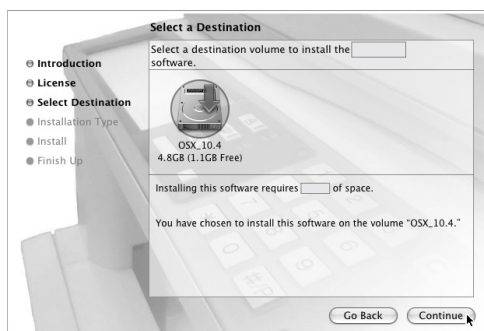 Select a Destination
Introduction
License
Select Destination
Installation Type
Install
Finish Up
Select a destination volume to install the
software.
OSX_10.4
4.8GB (1.1GB Free)
Installing this software requires of space.
You have chosen to install this software on the volume “OSX_10.4.”
Go Back
Continue